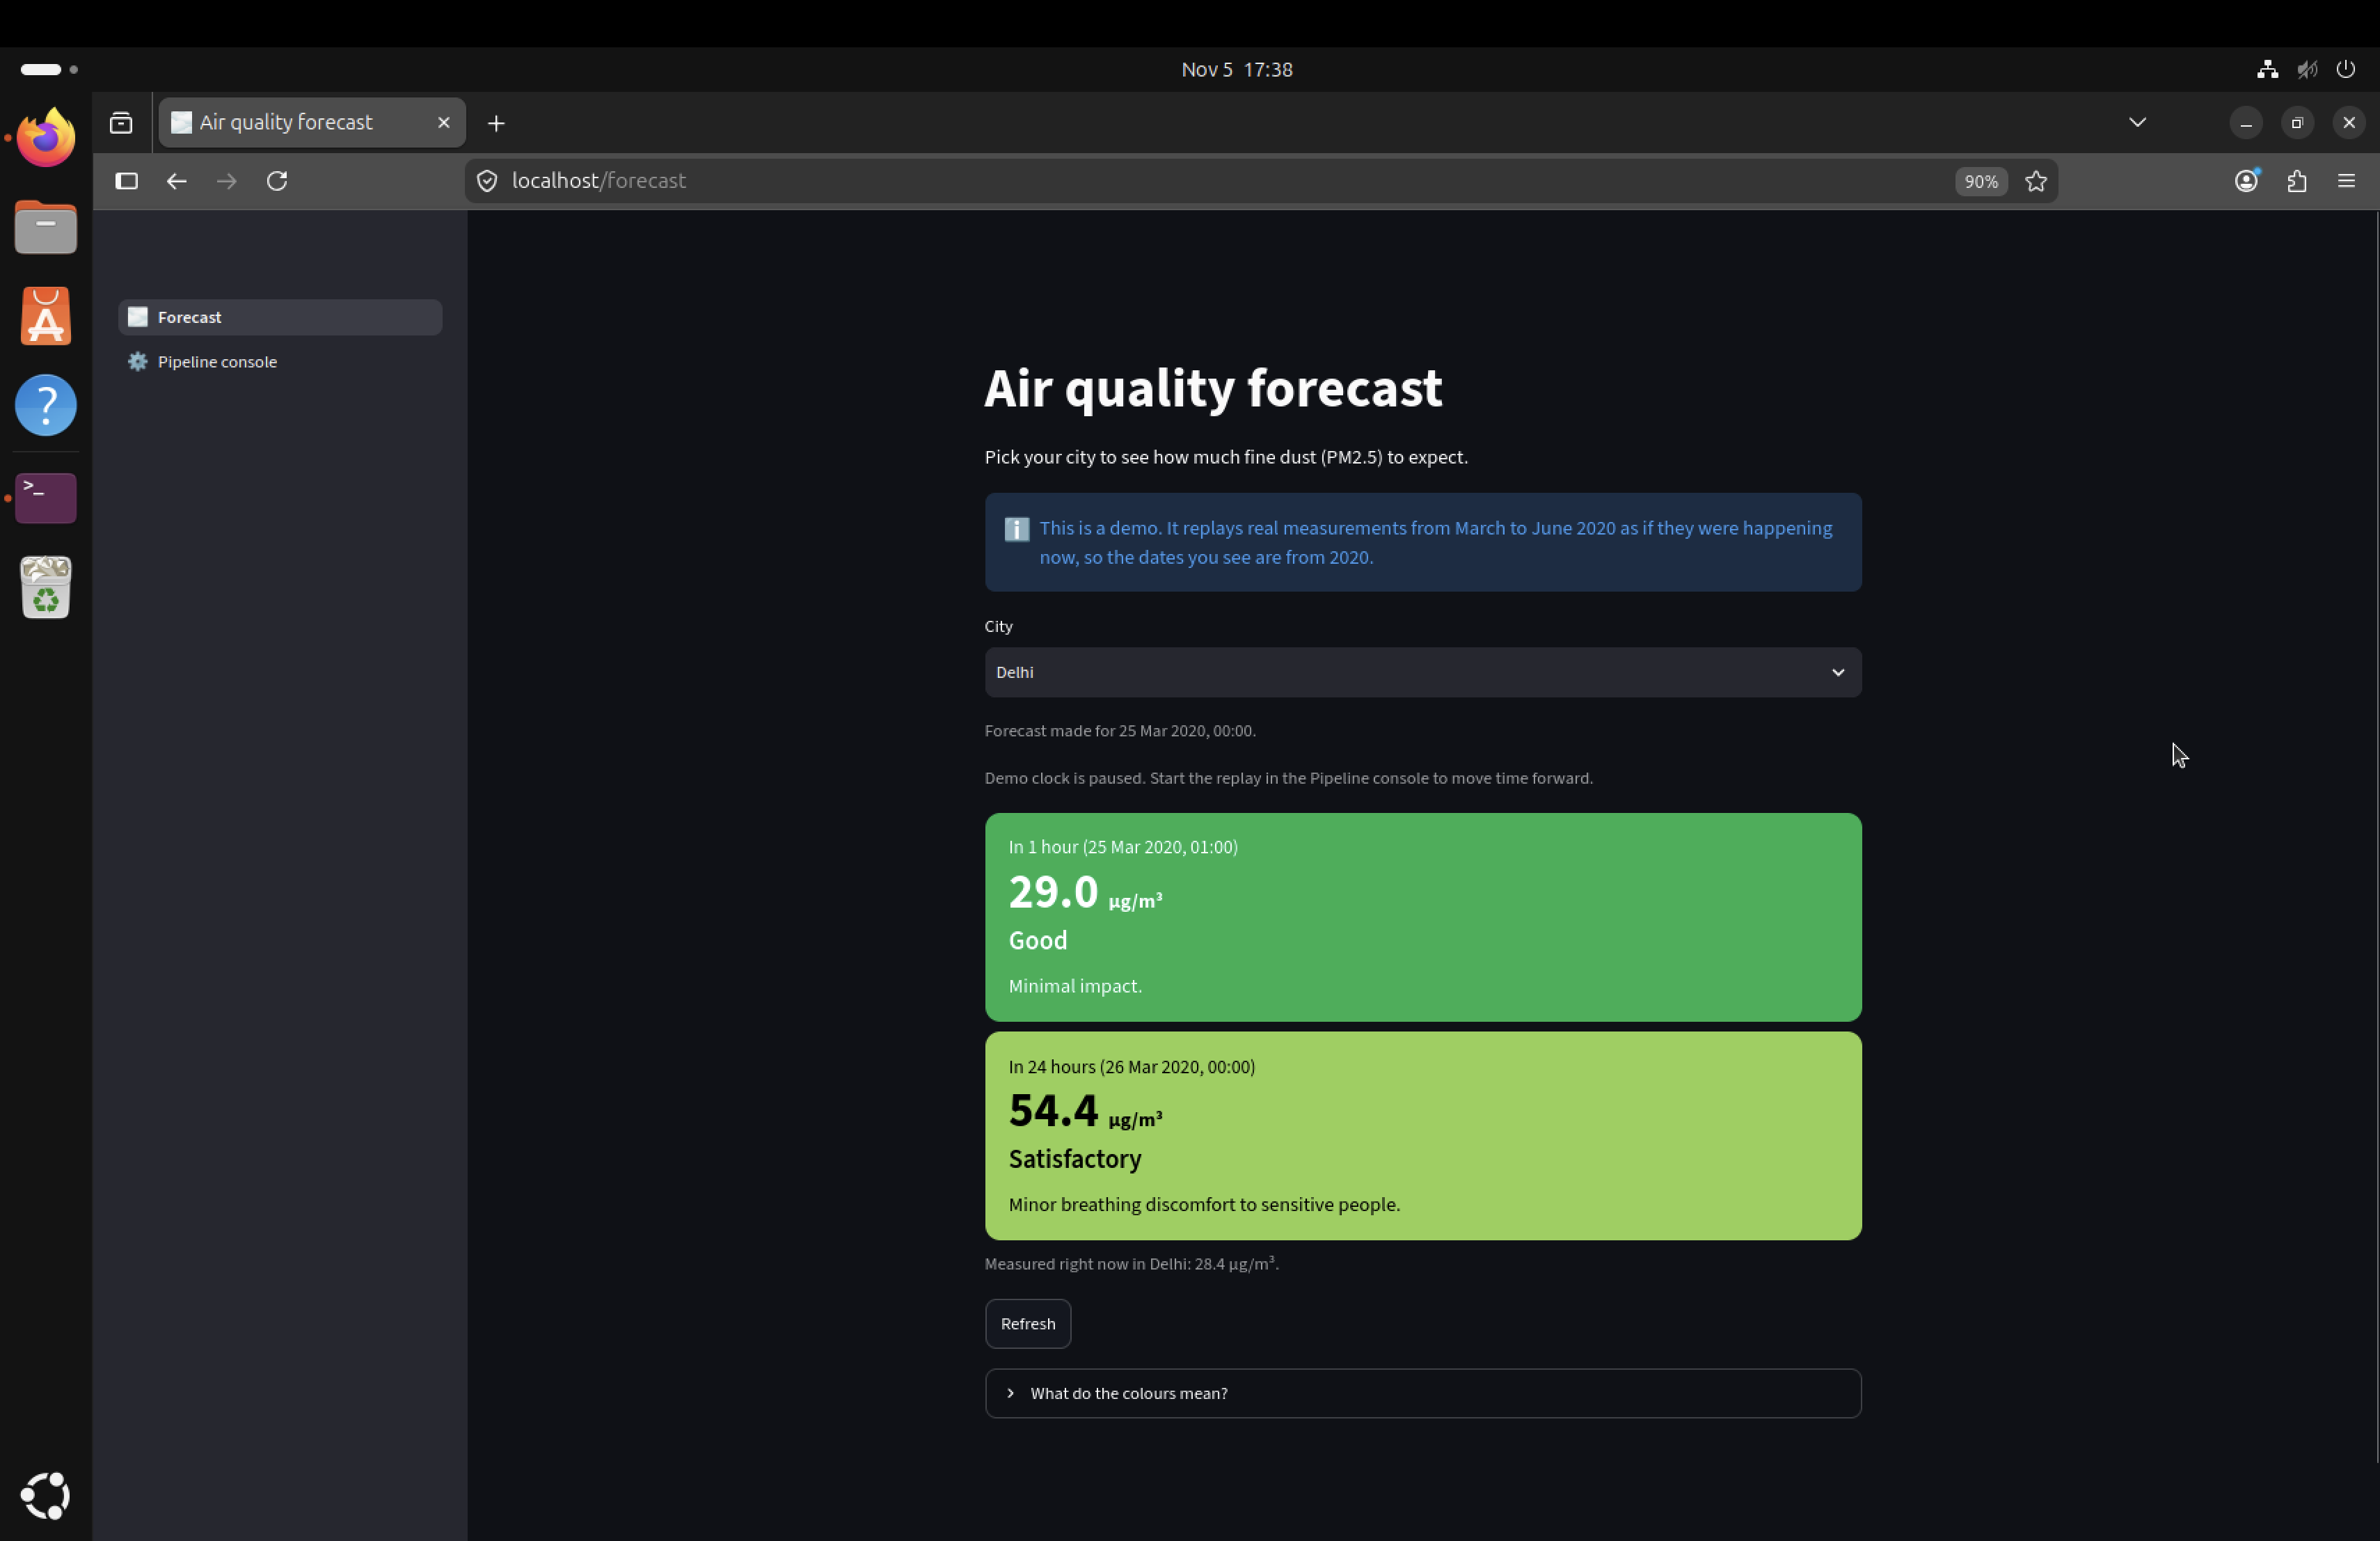 Nov 5 17:38
Air quality forecast
localhost/forecast
90%
Forecast
Pipeline console
Air quality forecast
Pick your city to see how much fine dust (PM2.5) to expect.
This is a demo. It replays real measurements from March to June 2020 as if they were happening
now, so the dates you see are from 2020.
City
Delhi
Forecast made for 25 Mar 2020, 00:00.
Demo clock is paused. Start the replay in the Pipeline console to move time forward.
In 1 hour (25 Mar 2020, 01:00)
29.0 µg/m³
Good
Minimal impact.
In 24 hours (26 Mar 2020, 00:00)
54.4 µg/m³
Satisfactory
Minor breathing discomfort to sensitive people.
Measured right now in Delhi: 28.4 µg/m³.
Refresh
What do the colours mean?